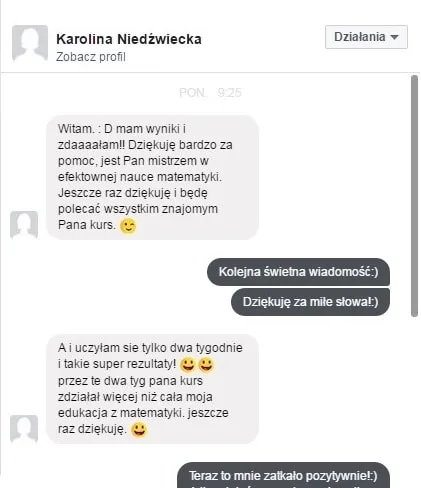 Karolina Niedźwiecka
Działania
Zobacz profil
PON. 9:25
Witam. : D mam wyniki i
zdaaaałam!! Dziękuję bardzo za
pomoc, jest Pan mistrzem w
efektownej nauce matematyki.
Jeszcze raz dziękuję i będę
polecać wszystkim znajomym
Pana kurs. 😉
Kolejna świetna wiadomość:)
Dziękuję za miłe słowa!:)
A i uczyłam sie tylko dwa tygodnie
i takie super rezultaty! 😀😀
przez te dwa tyg pana kurs
zdziałał więcej niż cała moja
edukacja z matematyki. jeszcze
raz dziękuję. 😀
Teraz to mnie zatkało pozytywnie!:)